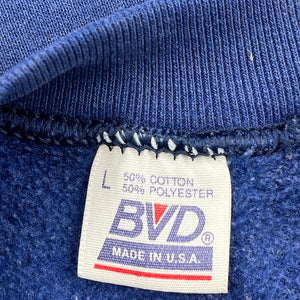 L
50% COTTON
50% POLYESTER
BVD®
MADE IN U.S.A.